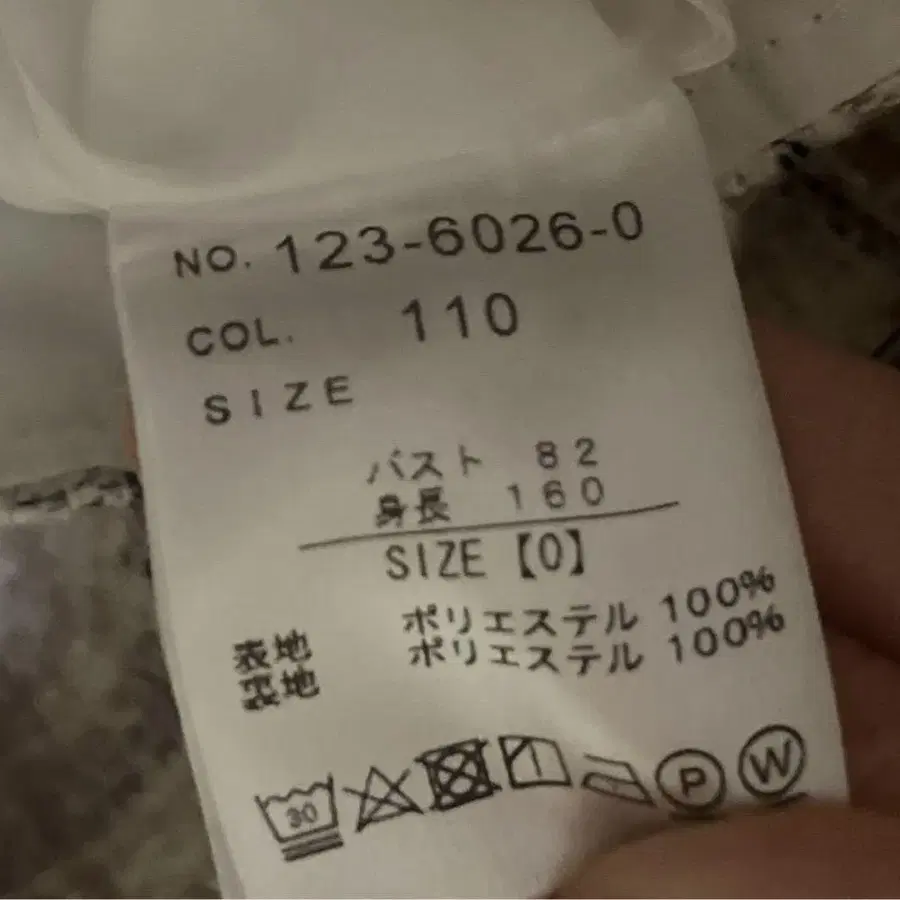 NO. 123-6026-0
COL. 110
SIZE
バスト 82
身長 160
SIZE【0】
表地 ポリエステル 100%
裏地 ポリエステル 100%
30
P W